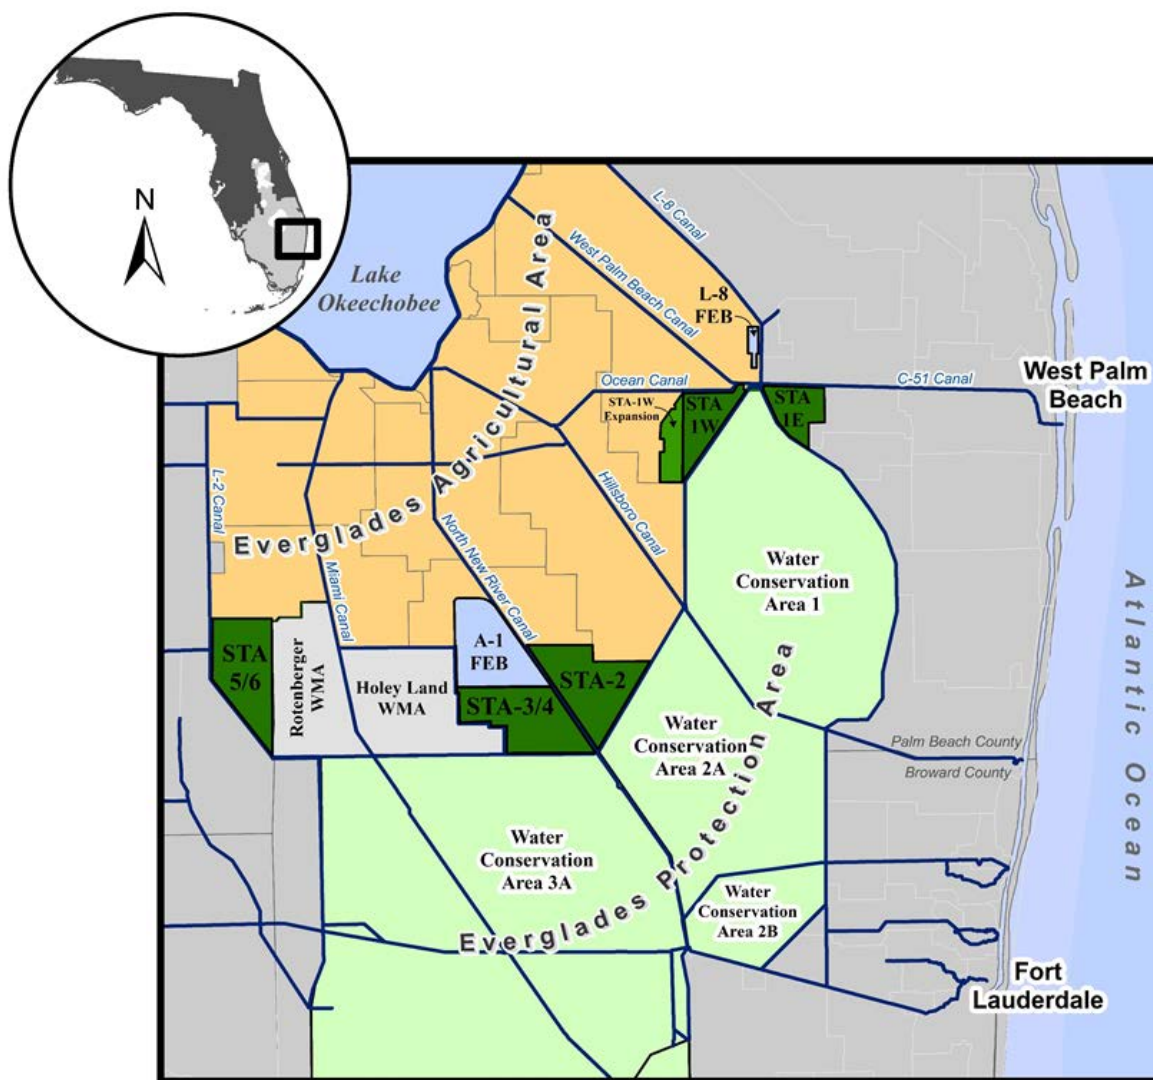 N
Lake
Okeechobee
L-8 Canal
West Palm Beach Canal
L-8
FEB
Everglades Agricultural Area
Ocean Canal
C-51 Canal
West Palm
Beach
STA-1W
Expansion
STA
1W
STA
1E
L-2 Canal
Hillsboro Canal
North New River Canal
Miami Canal
Water
Conservation
Area 1
STA
5/6
Rotenberger
WMA
Holey Land
WMA
A-1
FEB
STA-3/4
STA-2
Water
Conservation
Area 2A
Palm Beach County
Broward County
Atlantic Ocean
Water
Conservation
Area 3A
Everglades Protection Area
Water
Conservation
Area 2B
Fort
Lauderdale